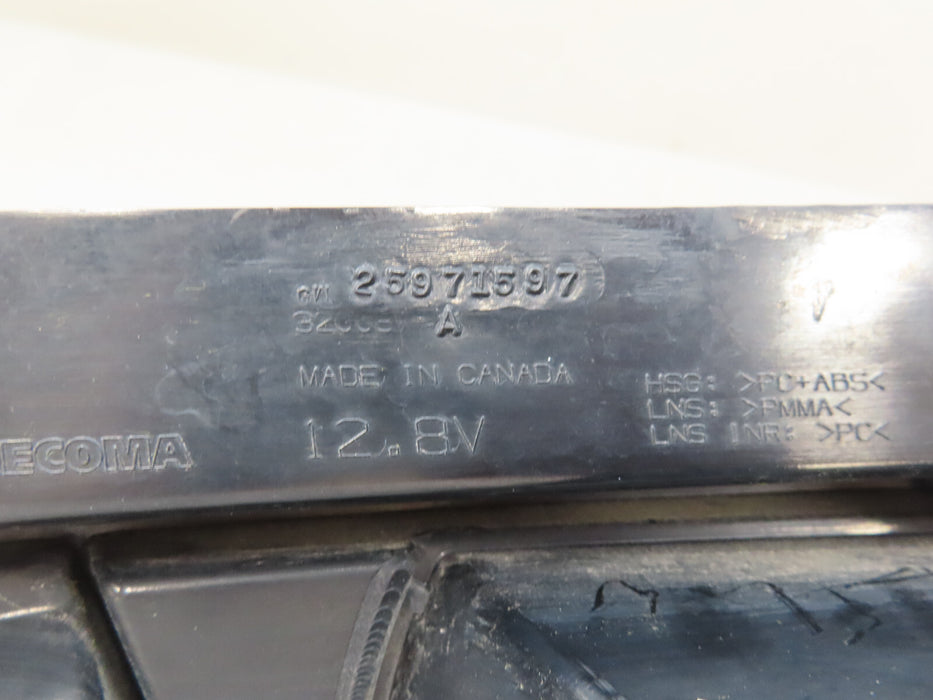 GM 25971597
A
MADE IN CANADA
12.8V
HSG: >PC+ABS<
LNS: >PMMA<
LNS INR: >PC<
ECOMA